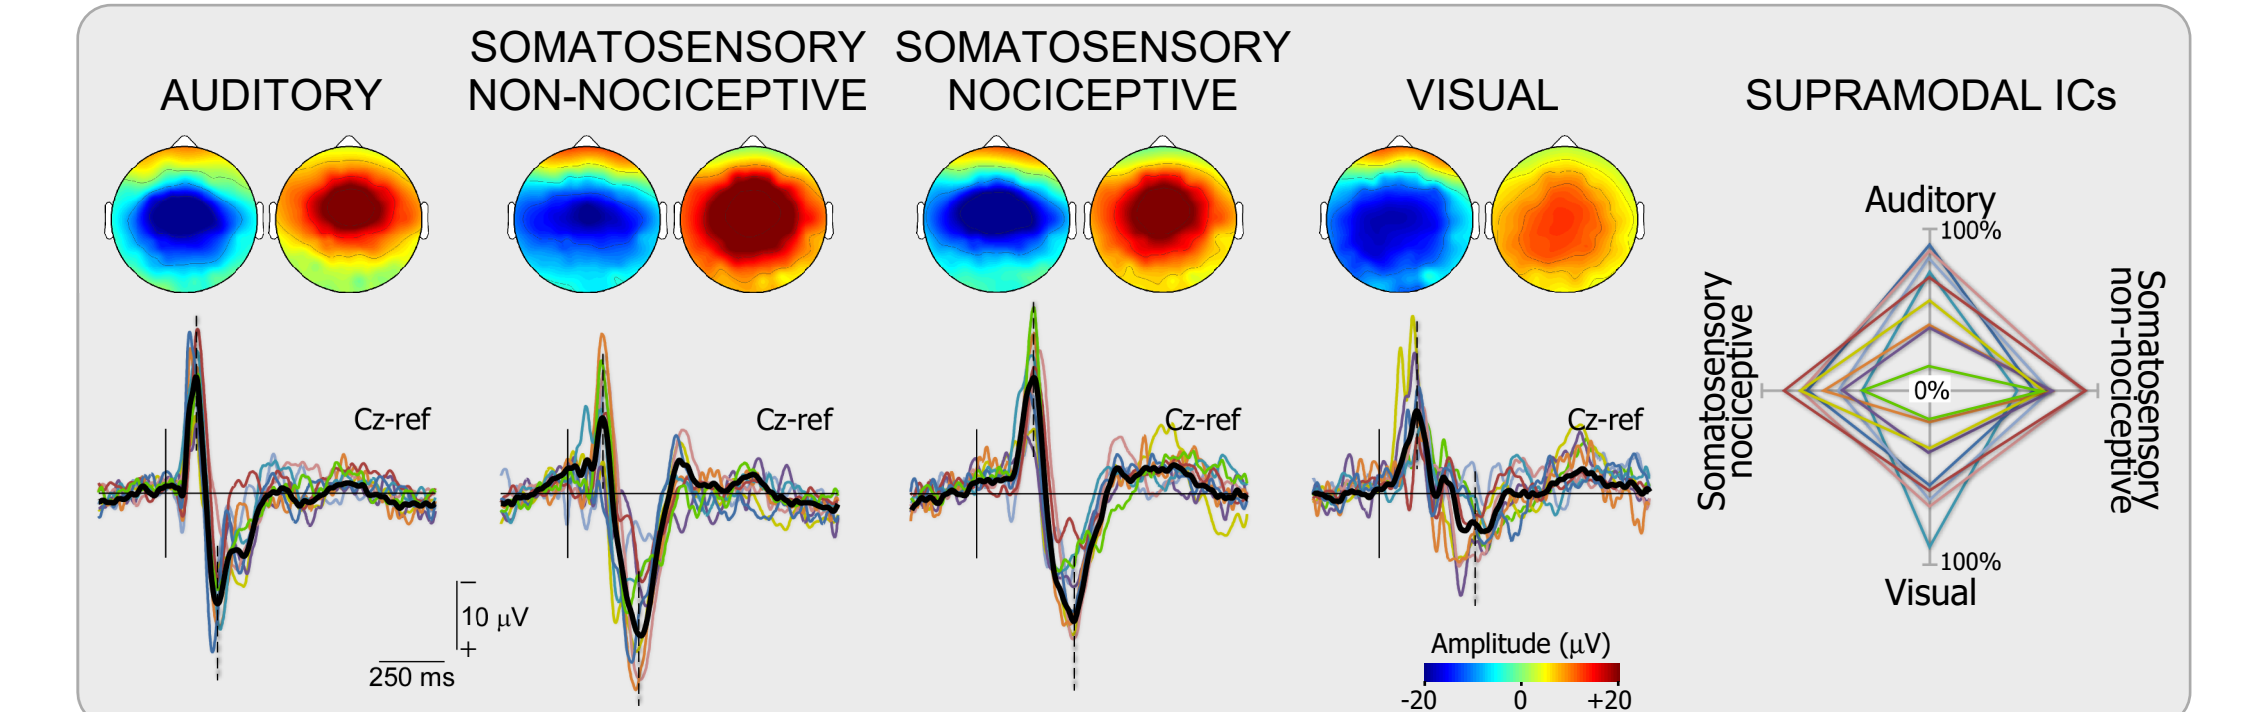 AUDITORY
SOMATOSENSORY
NON-NOCICEPTIVE
SOMATOSENSORY
NOCICEPTIVE
VISUAL
SUPRAMODAL ICs
Cz-ref
Cz-ref
Cz-ref
Cz-ref
−
10 μV
+
250 ms
Amplitude (μV)
-20 0 +20
Auditory
100%
Somatosensory
nociceptive
0%
Somatosensory
non-nociceptive
100%
Visual